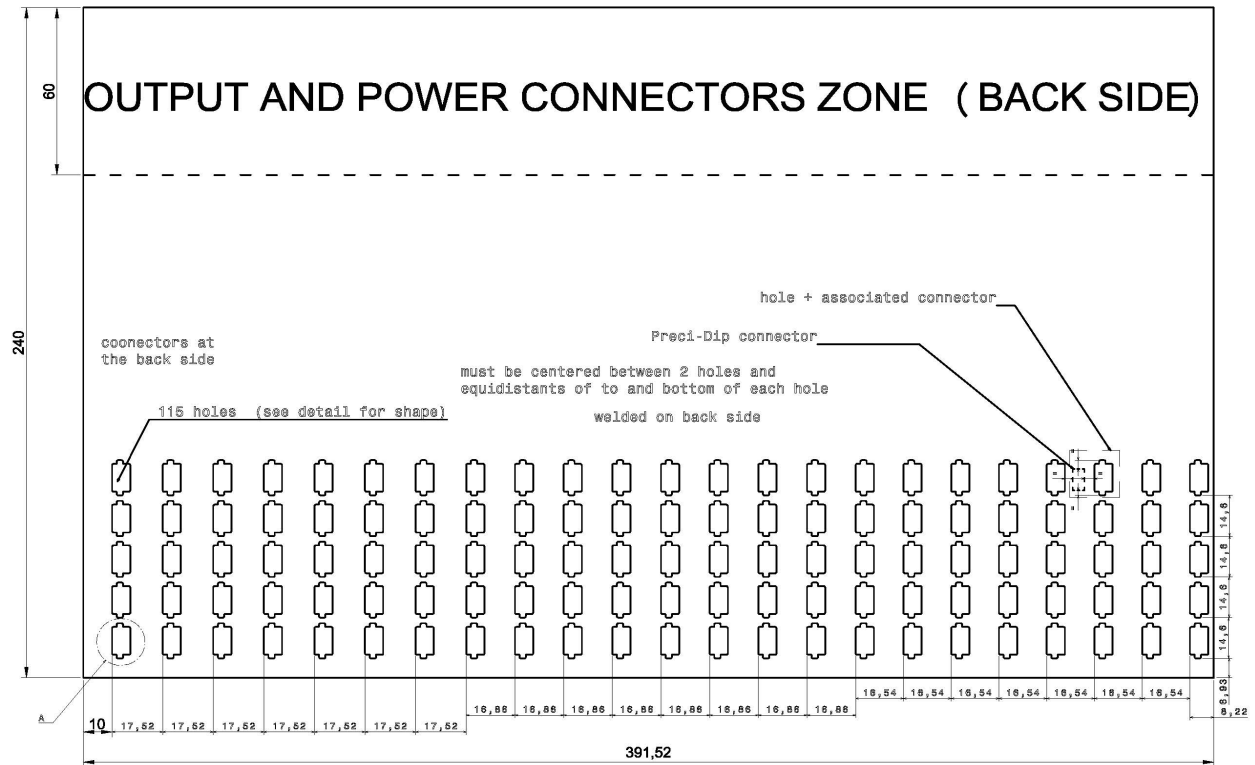 60
OUTPUT AND POWER CONNECTORS ZONE ( BACK SIDE)
240
hole + associated connector
Preci-Dip connector
coonectors at
the back side
must be centered between 2 holes and
equidistants of to and bottom of each hole
welded on back side
115 holes (see detail for shape)
14,6
14,6
14,6
14,6
A
10
17,52 17,52 17,52 17,52 17,52 17,52 17,52
16,86 16,86 16,86 16,86 16,86 16,86 16,86 16,86
16,54 16,54 16,54 16,54 16,54 16,54 16,54
8,22
391,52